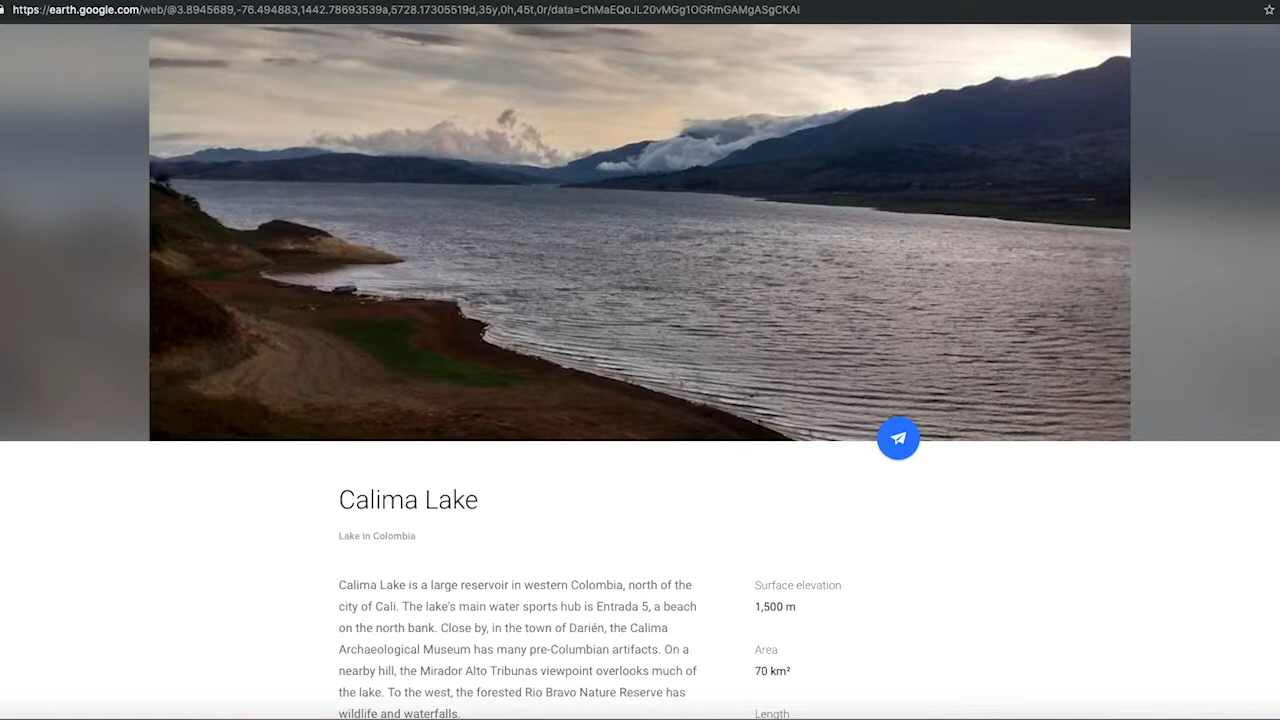 https://earth.google.com/web/@3.8945689,-76.494883,1442.78693539a,5728.17305519d,35y,0h,45t,0r/data=ChMaEQoJL20vMGg1OGRmGAMgASgCKAI
Calima Lake
Lake in Colombia
Calima Lake is a large reservoir in western Colombia, north of the
city of Cali. The lake's main water sports hub is Entrada 5, a beach
on the north bank. Close by, in the town of Darién, the Calima
Archaeological Museum has many pre-Columbian artifacts. On a
nearby hill, the Mirador Alto Tribunas viewpoint overlooks much of
the lake. To the west, the forested Rio Bravo Nature Reserve has
wildlife and waterfalls.
Surface elevation
1,500 m
Area
70 km²
Length